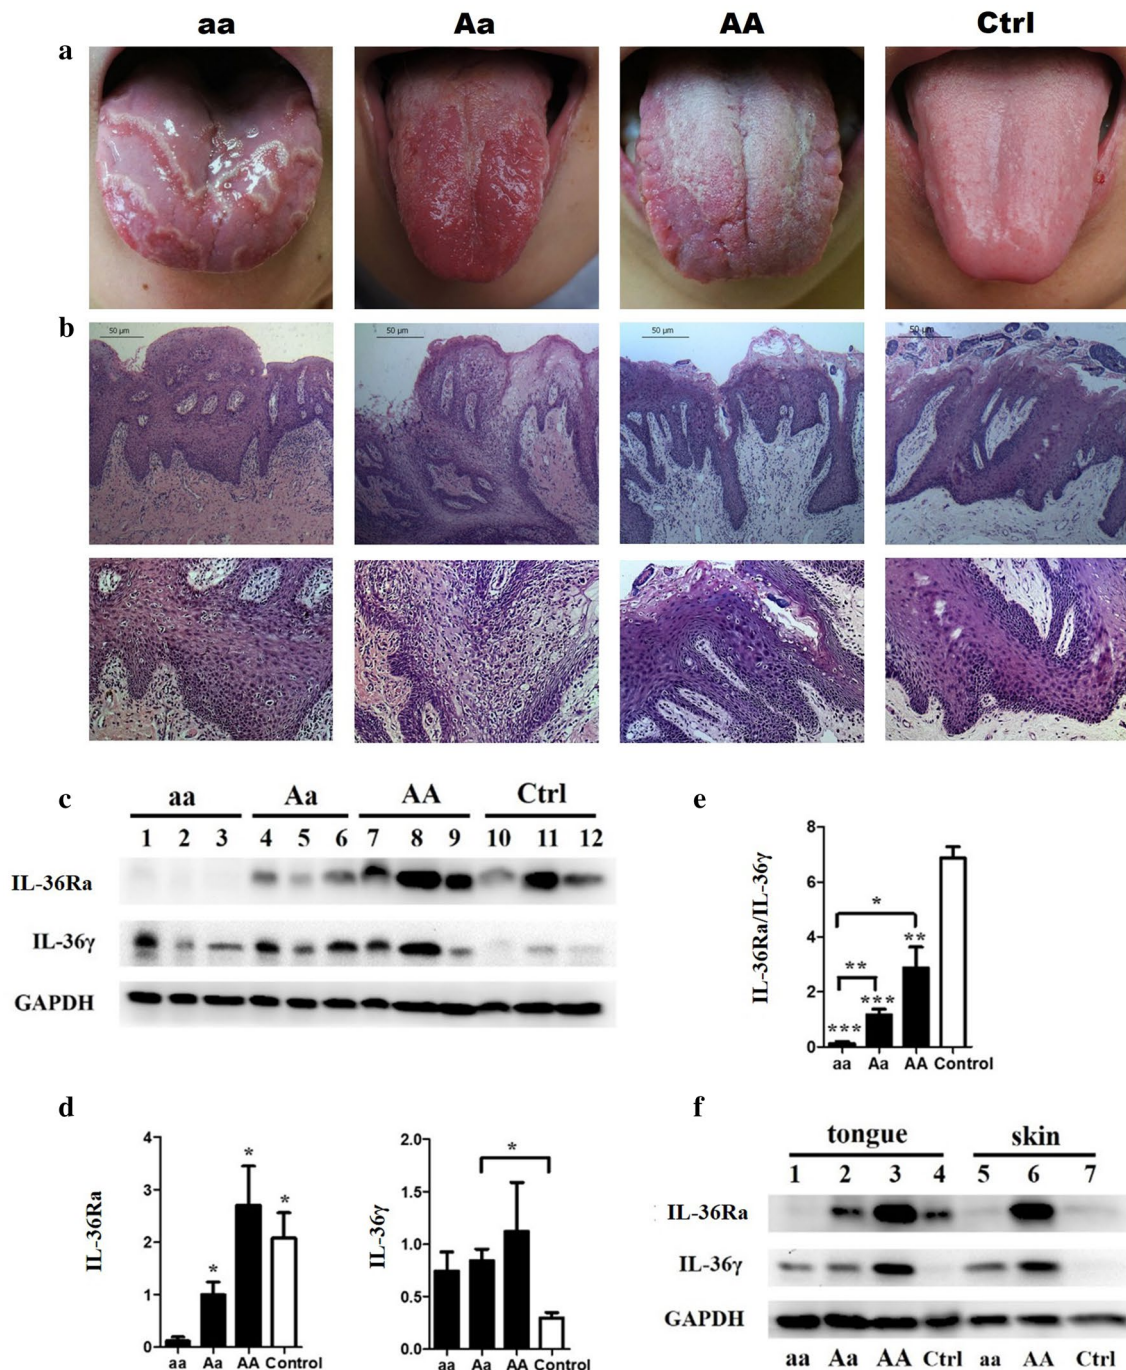 aa Aa AA Ctrl
a
b
50 µm 50 µm 50 µm 50 µm
c
aa Aa AA Ctrl
1 2 3 4 5 6 7 8 9 10 11 12
IL-36Ra
IL-36γ
GAPDH
e
IL-36Ra/IL-36γ
8
6
4
2
0
*
**
**
***
***
aa Aa AA Control
d
IL-36Ra
4
3
2
1
0
* * *
aa Aa AA Control
IL-36γ
2.0
1.5
1.0
0.5
0.0
*
aa Aa AA Control
f
tongue skin
1 2 3 4 5 6 7
IL-36Ra
IL-36γ
GAPDH
aa Aa AA Ctrl aa AA Ctrl